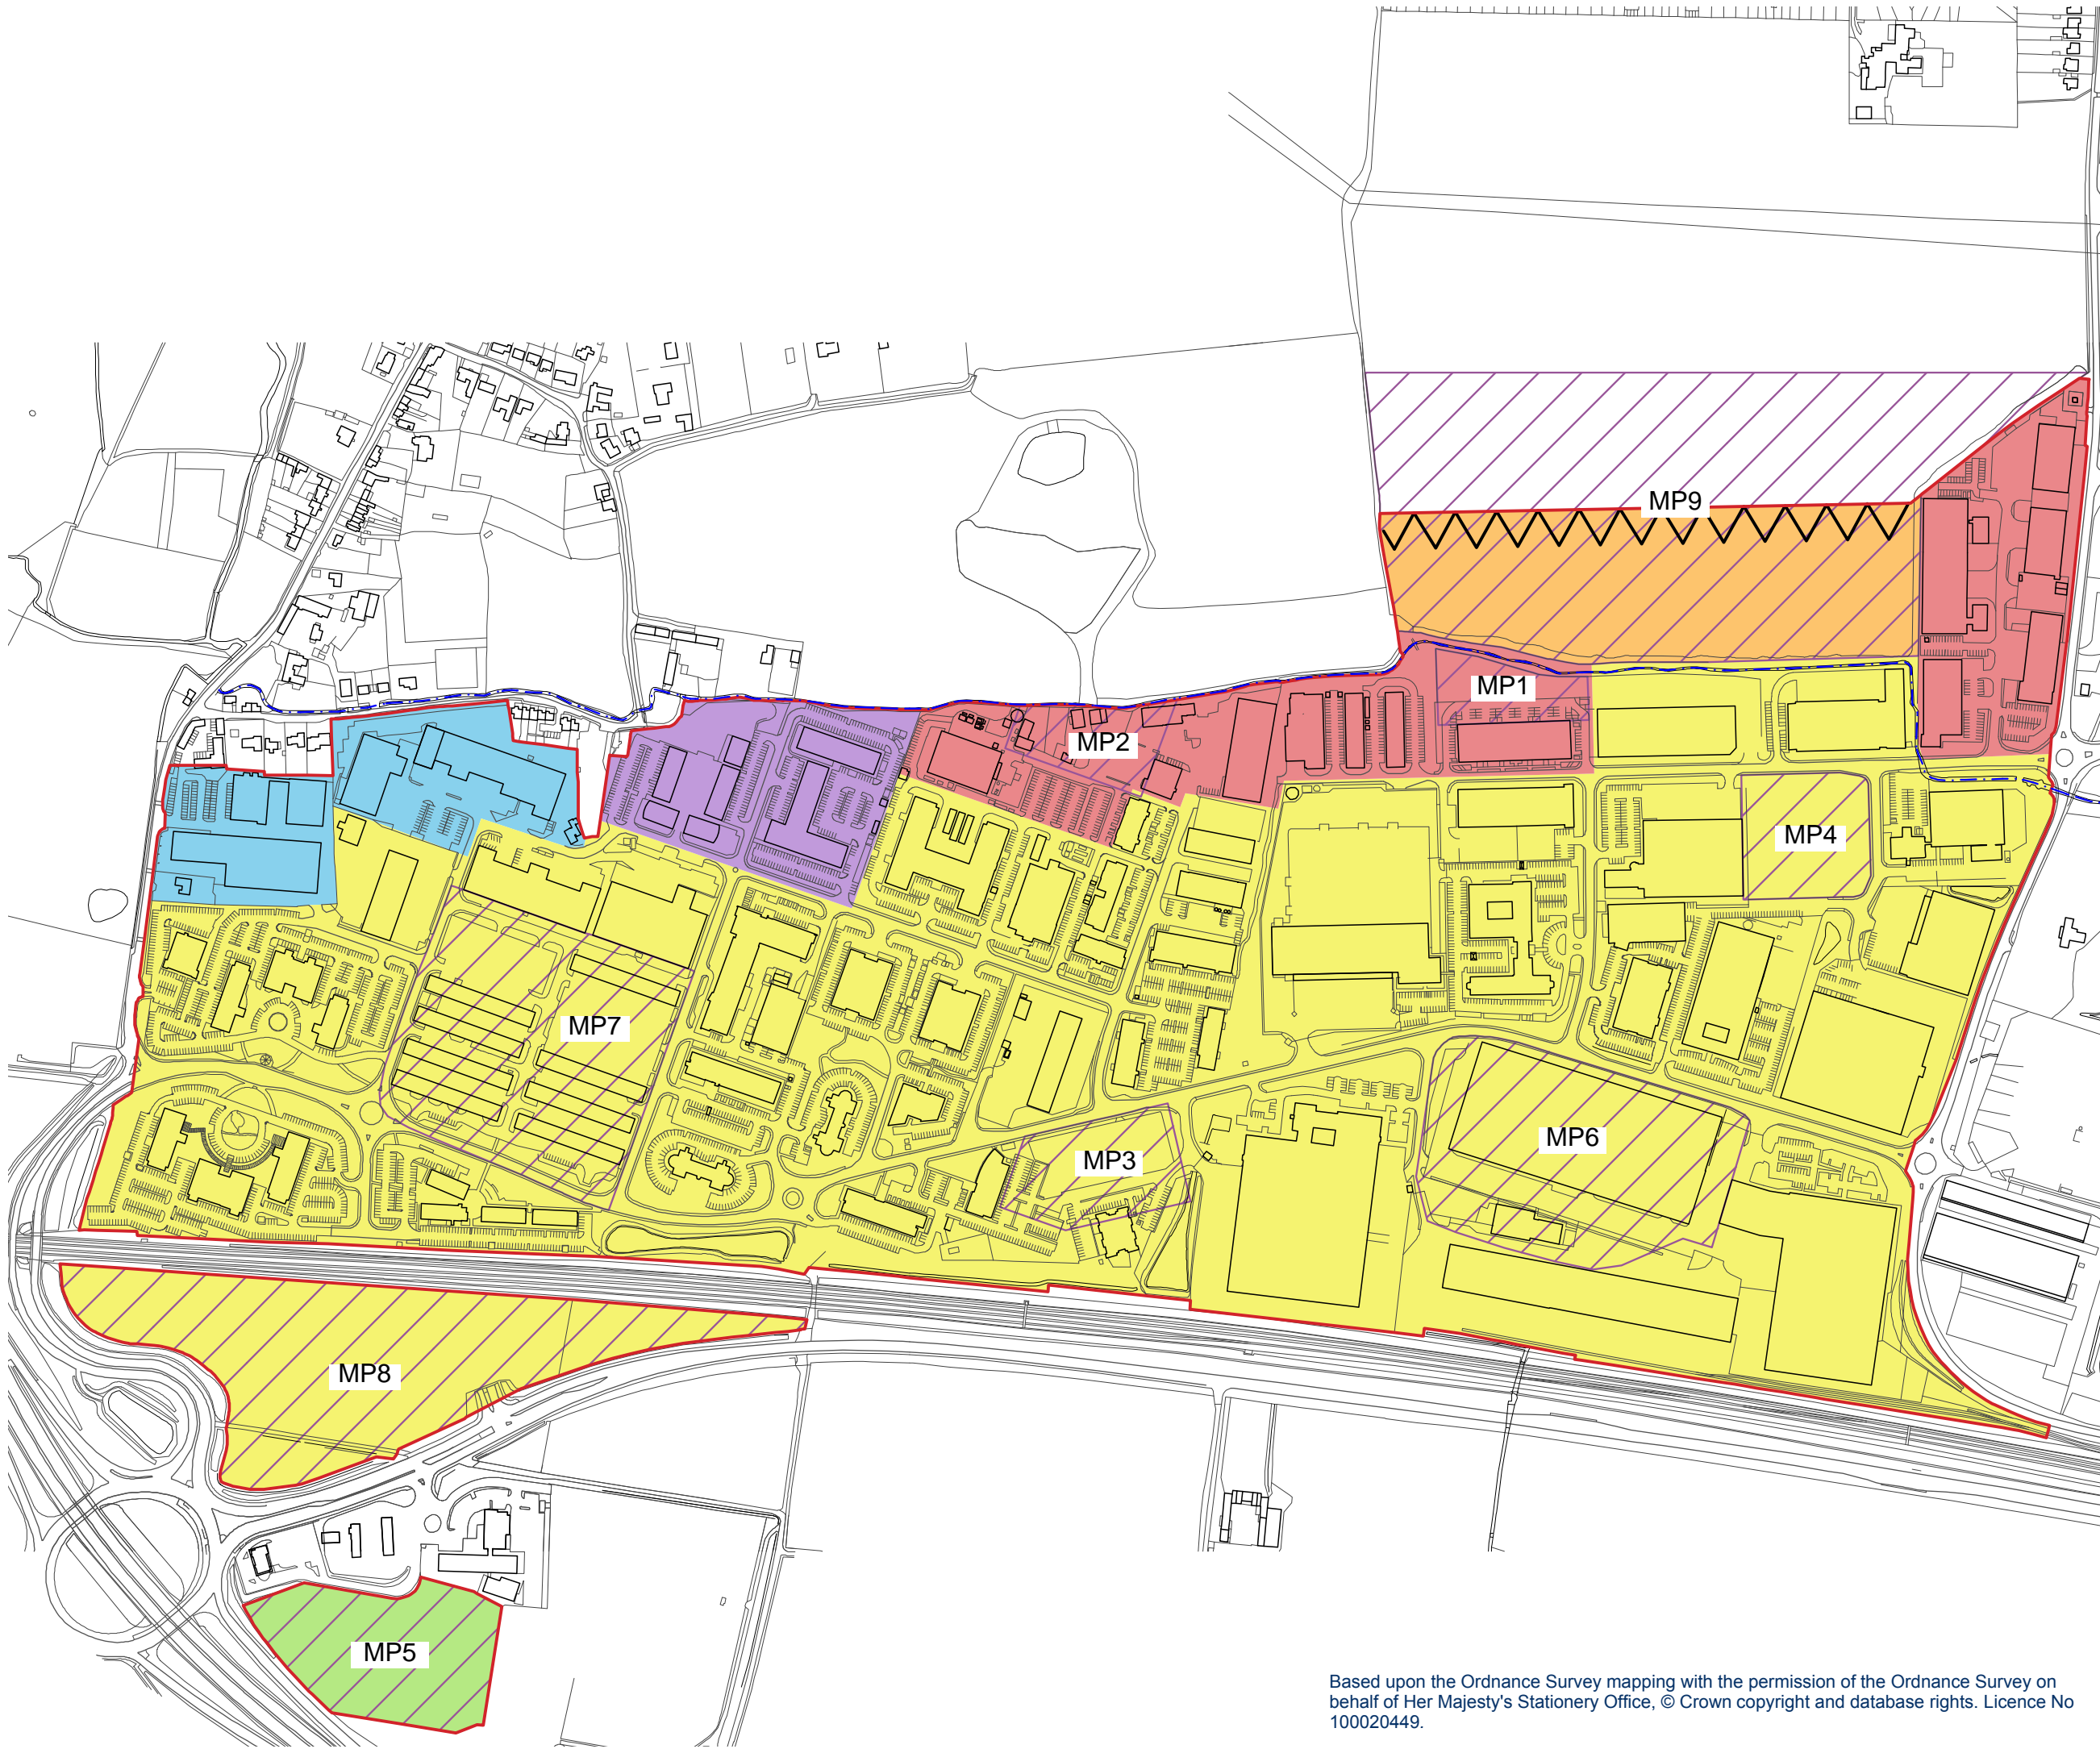 MP9
MP1
MP2
MP4
MP7
MP6
MP3
MP8
MP5
Based upon the Ordnance Survey mapping with the permission of the Ordnance Survey on
behalf of Her Majesty's Stationery Office, © Crown copyright and database rights. Licence No
100020449.